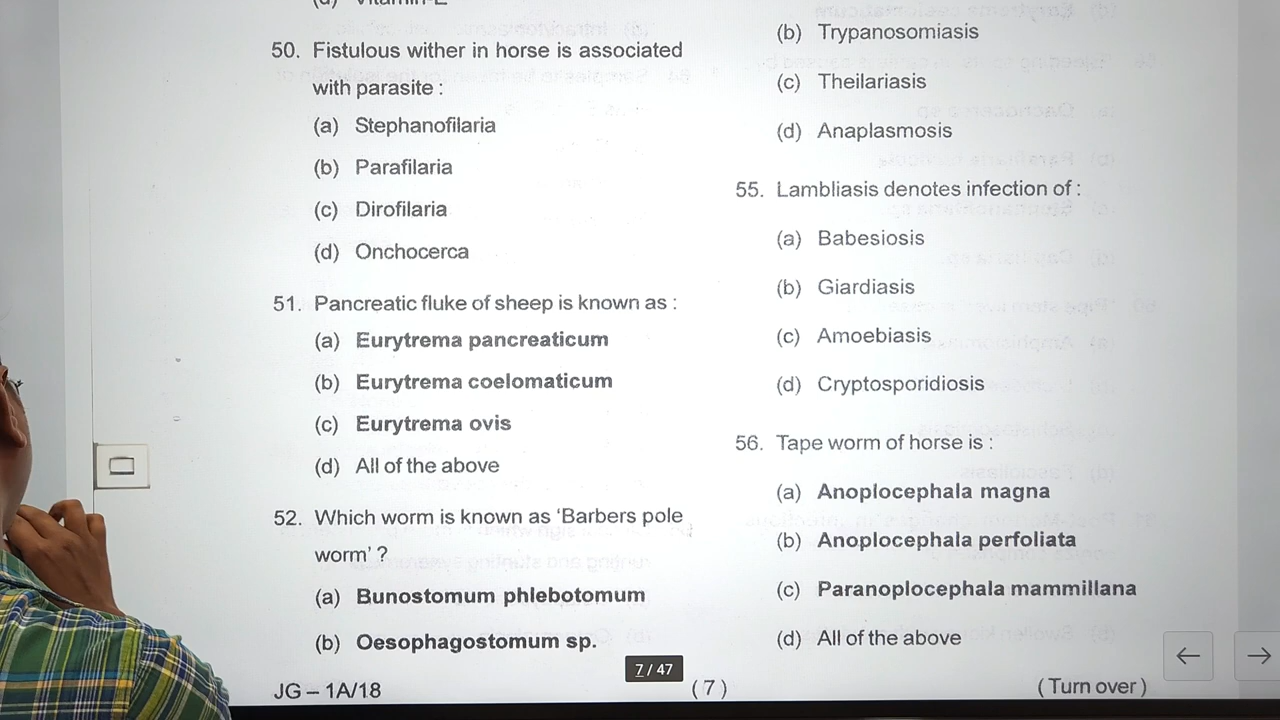 (d) Vitamin-E
50. Fistulous wither in horse is associated
with parasite :
(a) Stephanofilaria
(b) Parafilaria
(c) Dirofilaria
(d) Onchocerca
51. Pancreatic fluke of sheep is known as :
(a) Eurytrema pancreaticum
(b) Eurytrema coelomaticum
(c) Eurytrema ovis
(d) All of the above
52. Which worm is known as ‘Barbers pole
worm’ ?
(a) Bunostomum phlebotomum
(b) Oesophagostomum sp.
JG – 1A/18
7 / 47
( 7 )
(b) Trypanosomiasis
(c) Theilariasis
(d) Anaplasmosis
55. Lambliasis denotes infection of :
(a) Babesiosis
(b) Giardiasis
(c) Amoebiasis
(d) Cryptosporidiosis
56. Tape worm of horse is :
(a) Anoplocephala magna
(b) Anoplocephala perfoliata
(c) Paranoplocephala mammillana
(d) All of the above
( Turn over )